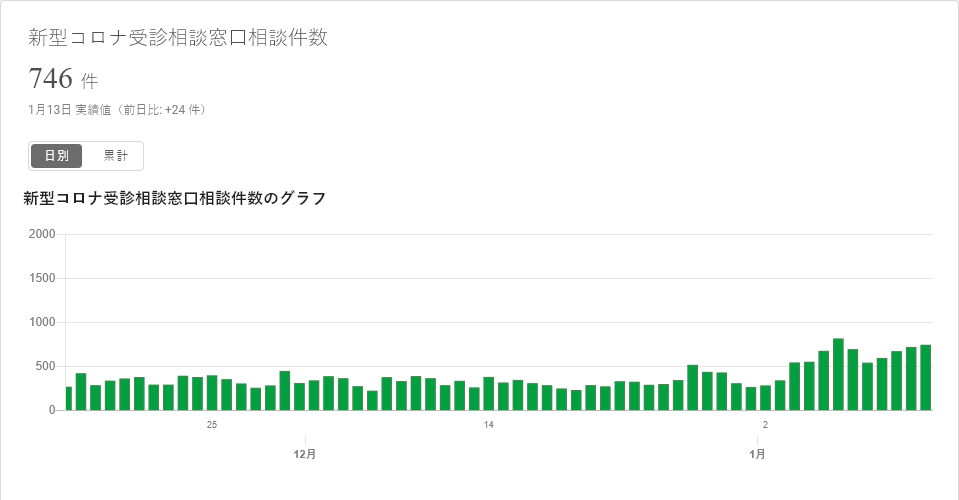 新型コロナ受診相談窓口相談件数
746 件
1月13日 実績値（前日比: +24 件）
日別 累計
新型コロナ受診相談窓口相談件数のグラフ
2000
1500
1000
500
0
25 14 2
12月 1月